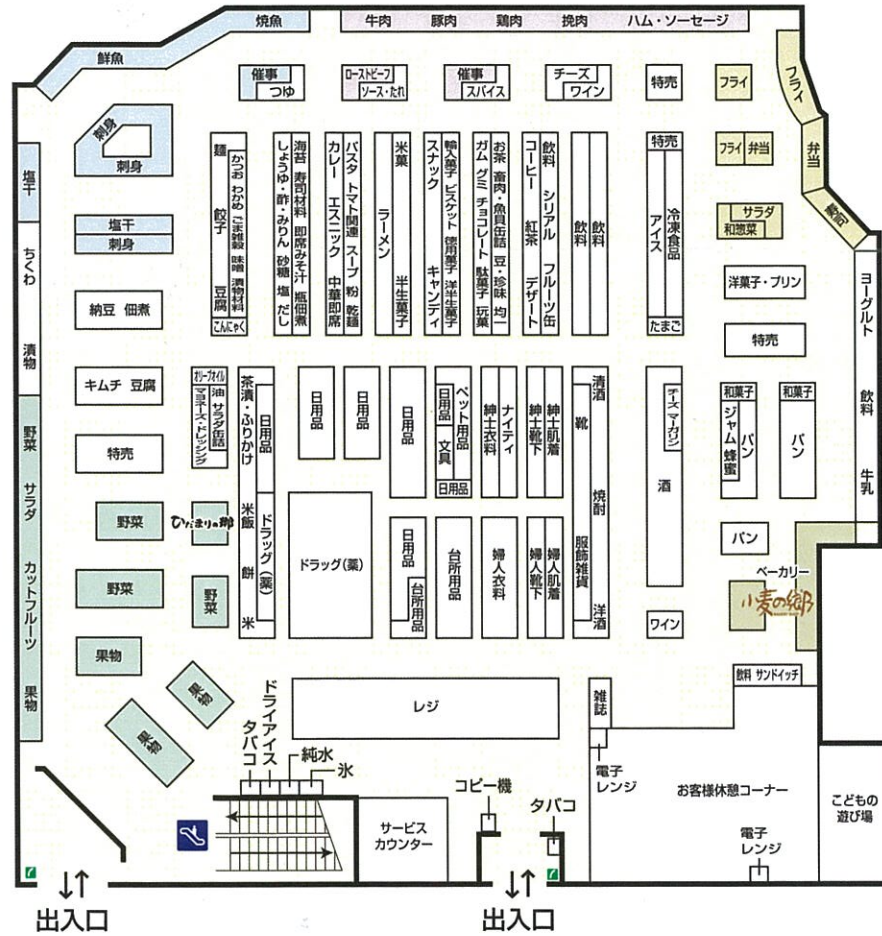 焼魚
牛肉 豚肉 鶏肉 挽肉 ハム・ソーセージ
鮮魚
催事
つゆ
ローストビーフ
ソース・たれ
催事
スパイス
チーズ
ワイン
特売
フライ
フライ
刺身
刺身
塩干
塩干
刺身
ちくわ 漬物
納豆 佃煮
キムチ 豆腐
特売
麺 餃子 豆腐
かつお わかめ ごま雑穀 味噌 漬物材料
こんにゃく
海苔 寿司材料 即席みそ汁 瓶佃煮
しょうゆ・酢・みりん 砂糖 塩 だし
パスタ トマト関連 スープ 粉 乾麺
カレー エスニック 中華即席
米菓 半生菓子
ラーメン
輸入菓子 ビスケット 徳用菓子 洋半生菓子
スナック キャンディ
お茶 畜肉・魚貝缶詰 豆・珍味 均一
ガム グミ チョコレート 駄菓子 玩菓
飲料 シリアル フルーツ缶
コーヒー 紅茶 デザート
飲料
飲料
特売
冷凍食品
アイス
たまご
フライ 弁当
弁当
サラダ
和惣菜
寿司
洋菓子・プリン
特売
ヨーグルト 飲料 牛乳
野菜 サラダ カットフルーツ 果物
野菜
野菜
果物
果物
果物
ひだまりの郷
野菜
オリーブオイル
油 サラダ缶詰
マヨネーズ・ドレッシング
茶漬・ふりかけ 米飯 餅 米
日用品
ドラッグ(薬)
日用品
日用品
ドラッグ(薬)
日用品
日用品
台所用品
ペット用品
日用品 文具
日用品
台所用品
ナイティ
紳士衣料
婦人衣料
紳士肌着
紳士靴下
婦人肌着
婦人靴下
清酒 焼酎 洋酒
靴 服飾雑貨
チーズ マーガリン
酒
ワイン
和菓子
パン
ジャム 蜂蜜
和菓子
パン
パン
ベーカリー
小麦の郷
飲料 サンドイッチ
レジ
雑誌
電子
レンジ
お客様休憩コーナー
電子
レンジ
こどもの
遊び場
タバコ
ドライアイス
純水
氷
コピー機
タバコ
サービス
カウンター
出入口
出入口